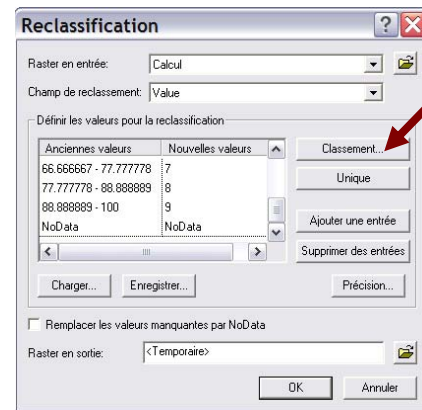 Reclassification
Raster en entrée: Calcul
Champ de reclassement: Value
Définir les valeurs pour la reclassification
Anciennes valeurs Nouvelles valeurs Classement...
66.666667 - 77.777778 7
Unique
77.777778 - 88.888889 8
88.888889 - 100 9
Ajouter une entrée
NoData NoData
Supprimer des entrées
Charger... Enregistrer... Précision...
Remplacer les valeurs manquantes par NoData
Raster en sortie: <Temporaire>
OK Annuler